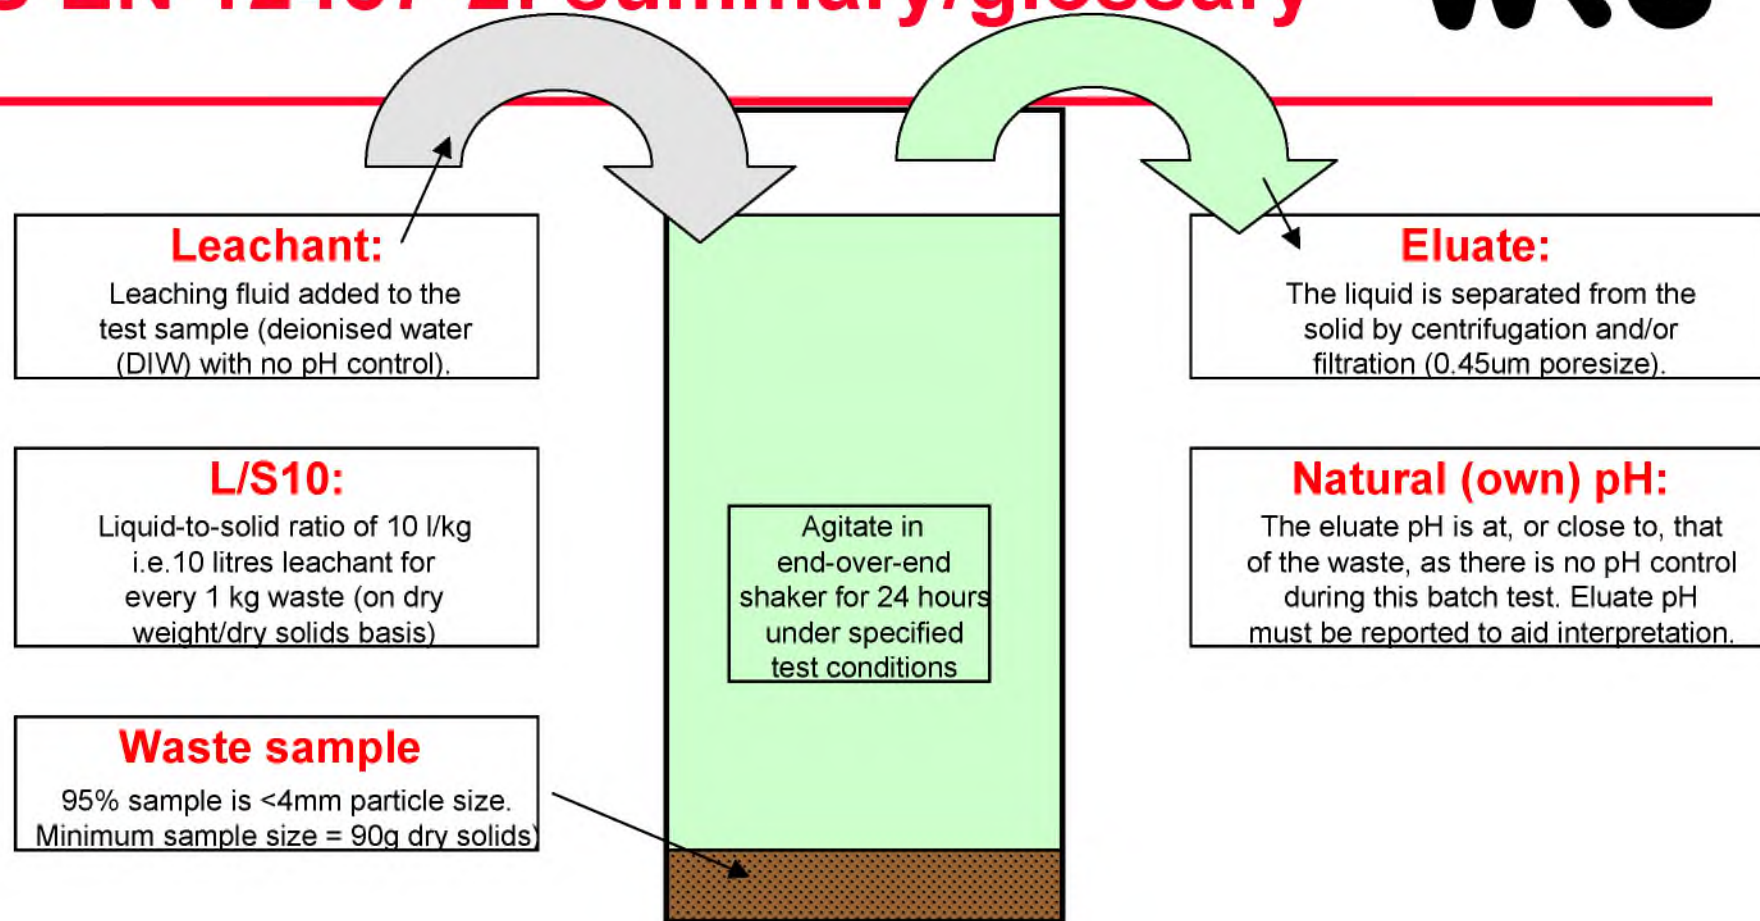 EN 12457-2: summary/glossary
Leachant:
Leaching fluid added to the
test sample (deionised water
(DIW) with no pH control).
L/S10:
Liquid-to-solid ratio of 10 l/kg
i.e.10 litres leachant for
every 1 kg waste (on dry
weight/dry solids basis)
Waste sample
95% sample is <4mm particle size.
Minimum sample size = 90g dry solids)
Agitate in
end-over-end
shaker for 24 hours
under specified
test conditions
Eluate:
The liquid is separated from the
solid by centrifugation and/or
filtration (0.45um poresize).
Natural (own) pH:
The eluate pH is at, or close to, that
of the waste, as there is no pH control
during this batch test. Eluate pH
must be reported to aid interpretation.